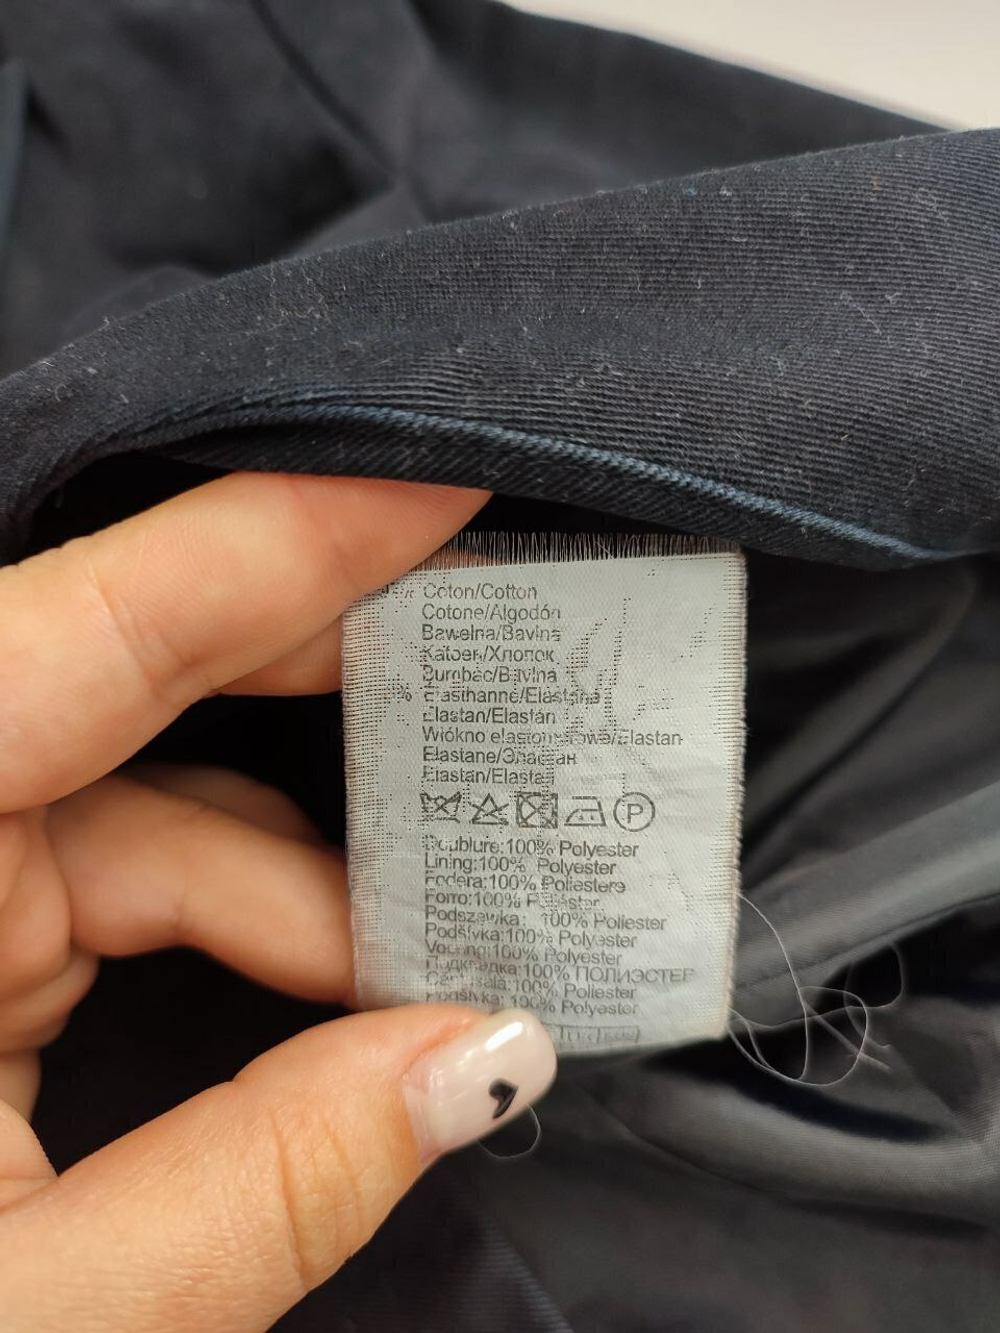 Coton/Cotton
Cotone/Algodón
Bawełna/Bavlna
Katoen/Хлопок
Bumbac/Bavlna
% Elasthanne/Elastane
Elastan/Elastán
Włókno elastomerowe/Elastan
Elastane/Эластан
Elastan/Elastan
P
Doublure:100% Polyester
Lining:100% Polyester
Fodera:100% Poliestere
Forro:100% Poliéster
Podszewka: 100% Poliester
Podšívka:100% Polyester
Voering:100% Polyester
Подкладка:100% ПОЛИЭСТЕР
100% Poliester
Podšívka: 100% Polyester